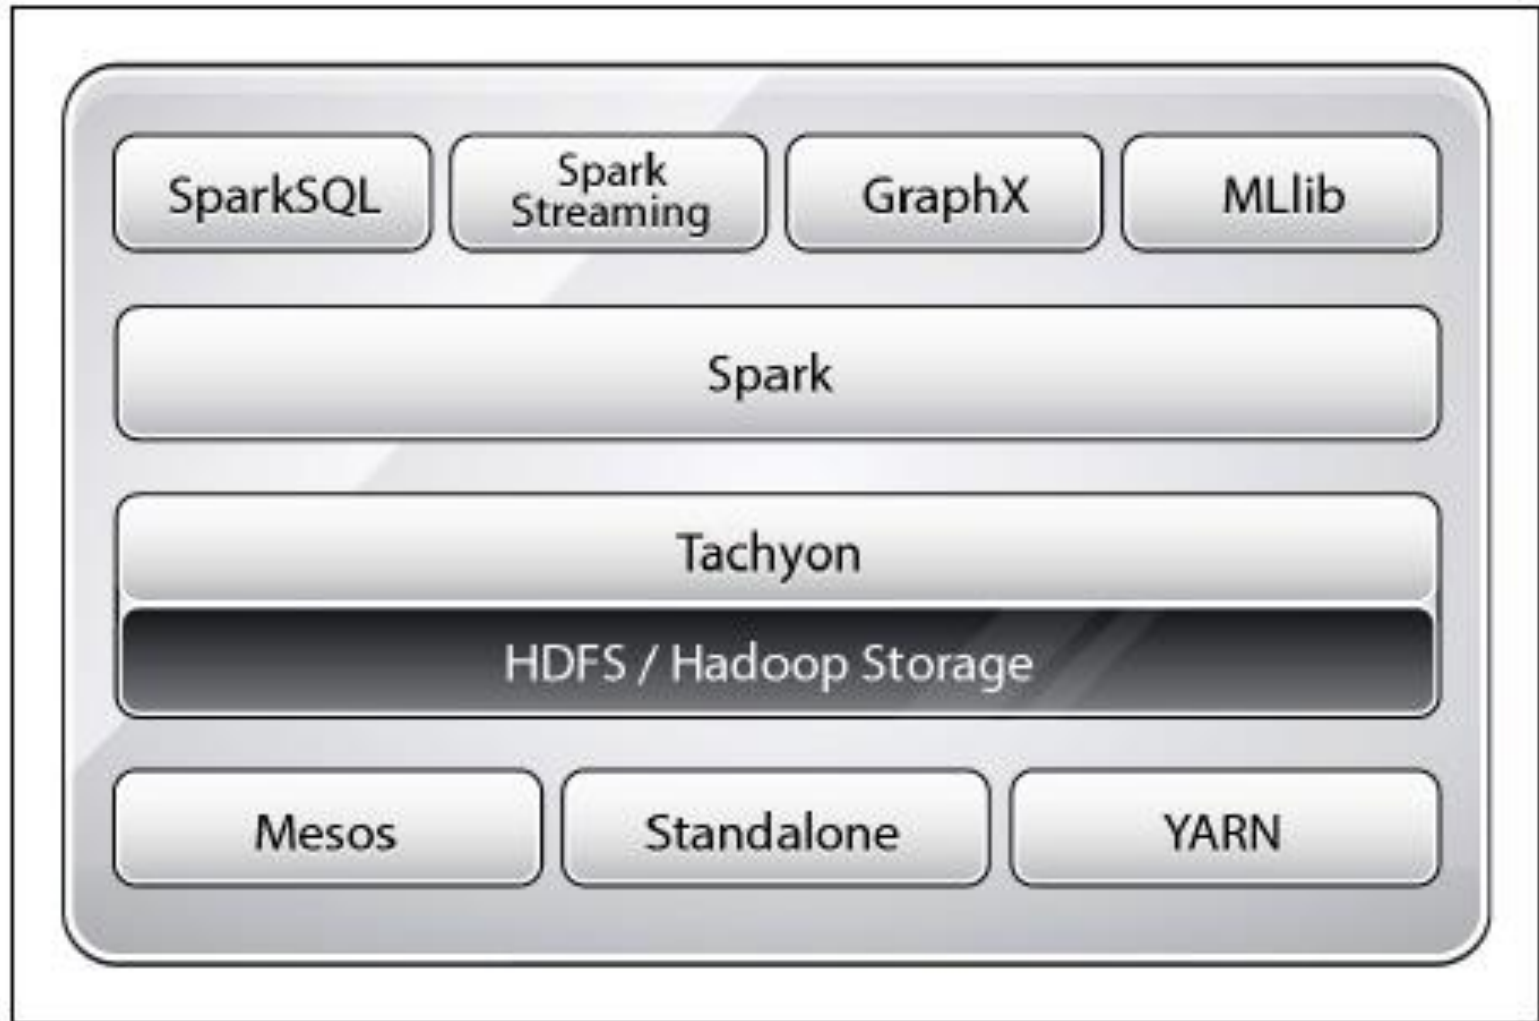 SparkSQL
Spark
Streaming
GraphX
MLlib
Spark
Tachyon
HDFS / Hadoop Storage
Mesos
Standalone
YARN